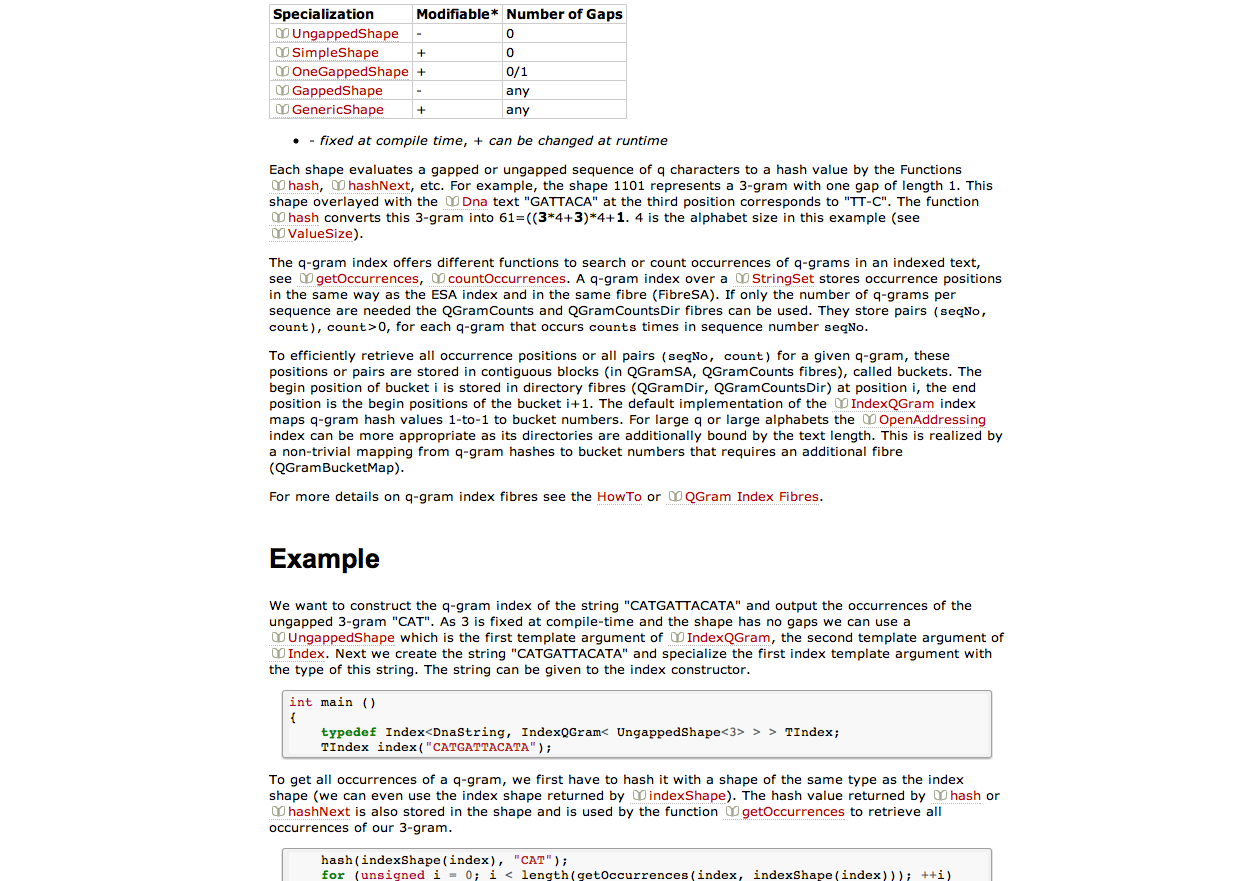 Specialization Modifiable* Number of Gaps
UngappedShape - 0
SimpleShape + 0
OneGappedShape + 0/1
GappedShape - any
GenericShape + any
• - fixed at compile time, + can be changed at runtime
Each shape evaluates a gapped or ungapped sequence of q characters to a hash value by the Functions
hash, hashNext, etc. For example, the shape 1101 represents a 3-gram with one gap of length 1. This
shape overlayed with the Dna text "GATTACA" at the third position corresponds to "TT-C". The function
hash converts this 3-gram into 61=((3*4+3)*4+1. 4 is the alphabet size in this example (see
ValueSize).
The q-gram index offers different functions to search or count occurrences of q-grams in an indexed text,
see getOccurrences, countOccurrences. A q-gram index over a StringSet stores occurrence positions
in the same way as the ESA index and in the same fibre (FibreSA). If only the number of q-grams per
sequence are needed the QGramCounts and QGramCountsDir fibres can be used. They store pairs (seqNo,
count), count>0, for each q-gram that occurs counts times in sequence number seqNo.
To efficiently retrieve all occurrence positions or all pairs (seqNo, count) for a given q-gram, these
positions or pairs are stored in contiguous blocks (in QGramSA, QGramCounts fibres), called buckets. The
begin position of bucket i is stored in directory fibres (QGramDir, QGramCountsDir) at position i, the end
position is the begin positions of the bucket i+1. The default implementation of the IndexQGram index
maps q-gram hash values 1-to-1 to bucket numbers. For large q or large alphabets the OpenAddressing
index can be more appropriate as its directories are additionally bound by the text length. This is realized by
a non-trivial mapping from q-gram hashes to bucket numbers that requires an additional fibre
(QGramBucketMap).
For more details on q-gram index fibres see the HowTo or QGram Index Fibres.
Example
We want to construct the q-gram index of the string "CATGATTACATA" and output the occurrences of the
ungapped 3-gram "CAT". As 3 is fixed at compile-time and the shape has no gaps we can use a
UngappedShape which is the first template argument of IndexQGram, the second template argument of
Index. Next we create the string "CATGATTACATA" and specialize the first index template argument with
the type of this string. The string can be given to the index constructor.
int main ()
{
typedef Index<DnaString, IndexQGram< UngappedShape<3> > > TIndex;
TIndex index("CATGATTACATA");
To get all occurrences of a q-gram, we first have to hash it with a shape of the same type as the index
shape (we can even use the index shape returned by indexShape). The hash value returned by hash or
hashNext is also stored in the shape and is used by the function getOccurrences to retrieve all
occurrences of our 3-gram.
hash(indexShape(index), "CAT");
for (unsigned i = 0; i < length(getOccurrences(index, indexShape(index))); ++i)